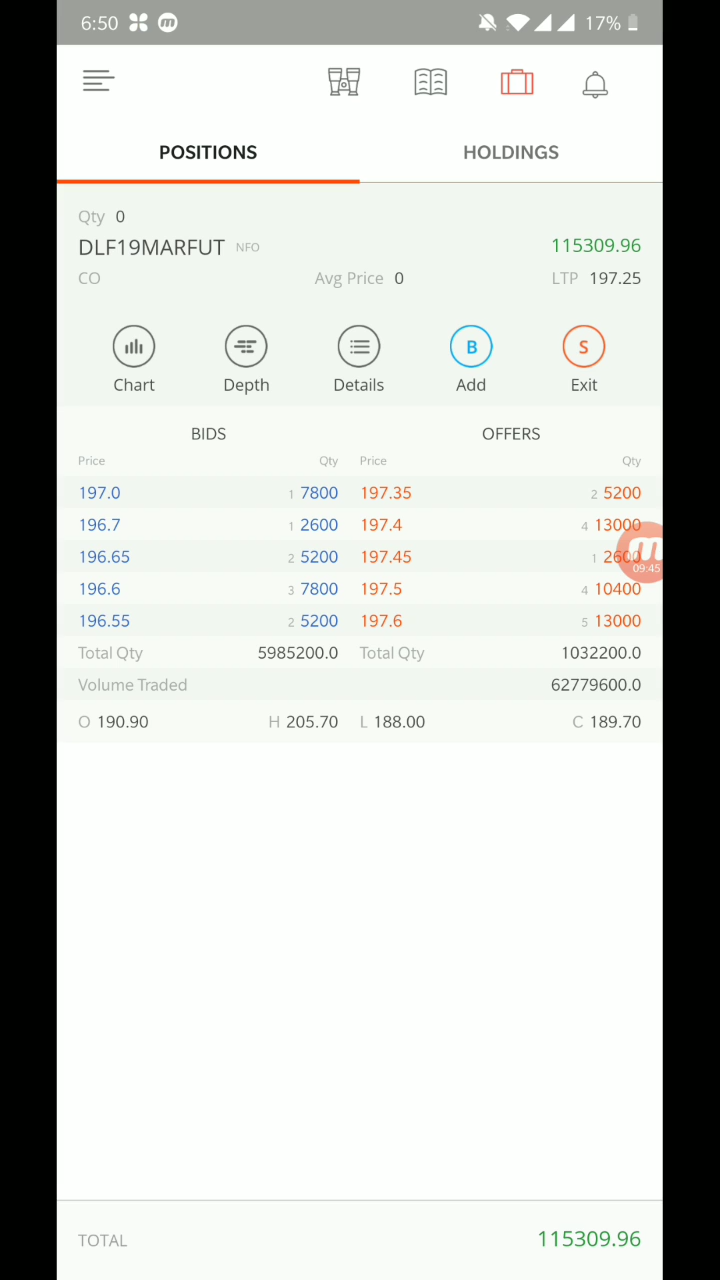 6:50 17%
POSITIONS HOLDINGS
Qty 0
DLF19MARFUT NFO 115309.96
CO Avg Price 0 LTP 197.25
B S
Chart Depth Details Add Exit
BIDS OFFERS
Price Qty Price Qty
197.0 1 7800 197.35 2 5200
196.7 1 2600 197.4 4 13000
196.65 2 5200 197.45 1 2600
09:45
196.6 3 7800 197.5 4 10400
196.55 2 5200 197.6 5 13000
Total Qty 5985200.0 Total Qty 1032200.0
Volume Traded 62779600.0
O 190.90 H 205.70 L 188.00 C 189.70
TOTAL 115309.96